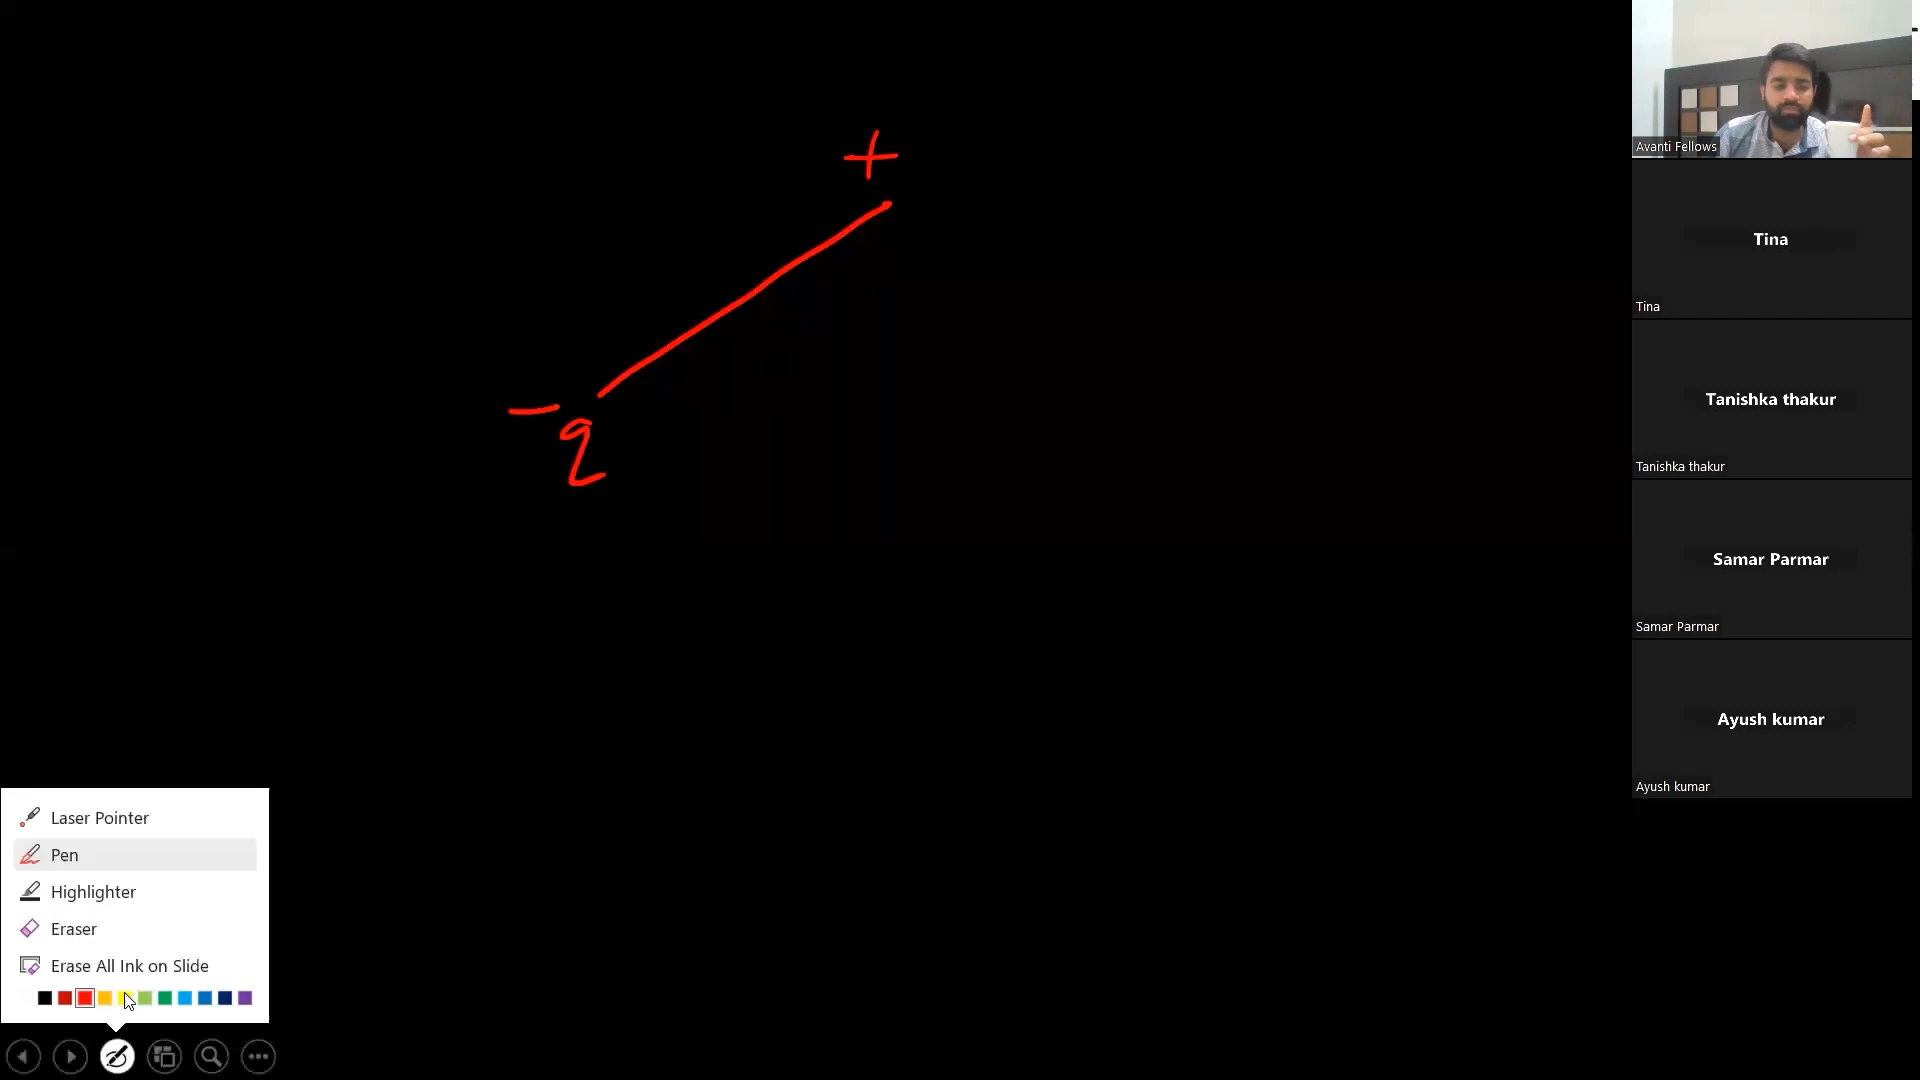 +
− q
Avanti Fellows
Tina
Tina
Tanishka thakur
Tanishka thakur
Samar Parmar
Samar Parmar
Ayush kumar
Ayush kumar
Laser Pointer
Pen
Highlighter
Eraser
Erase All Ink on Slide